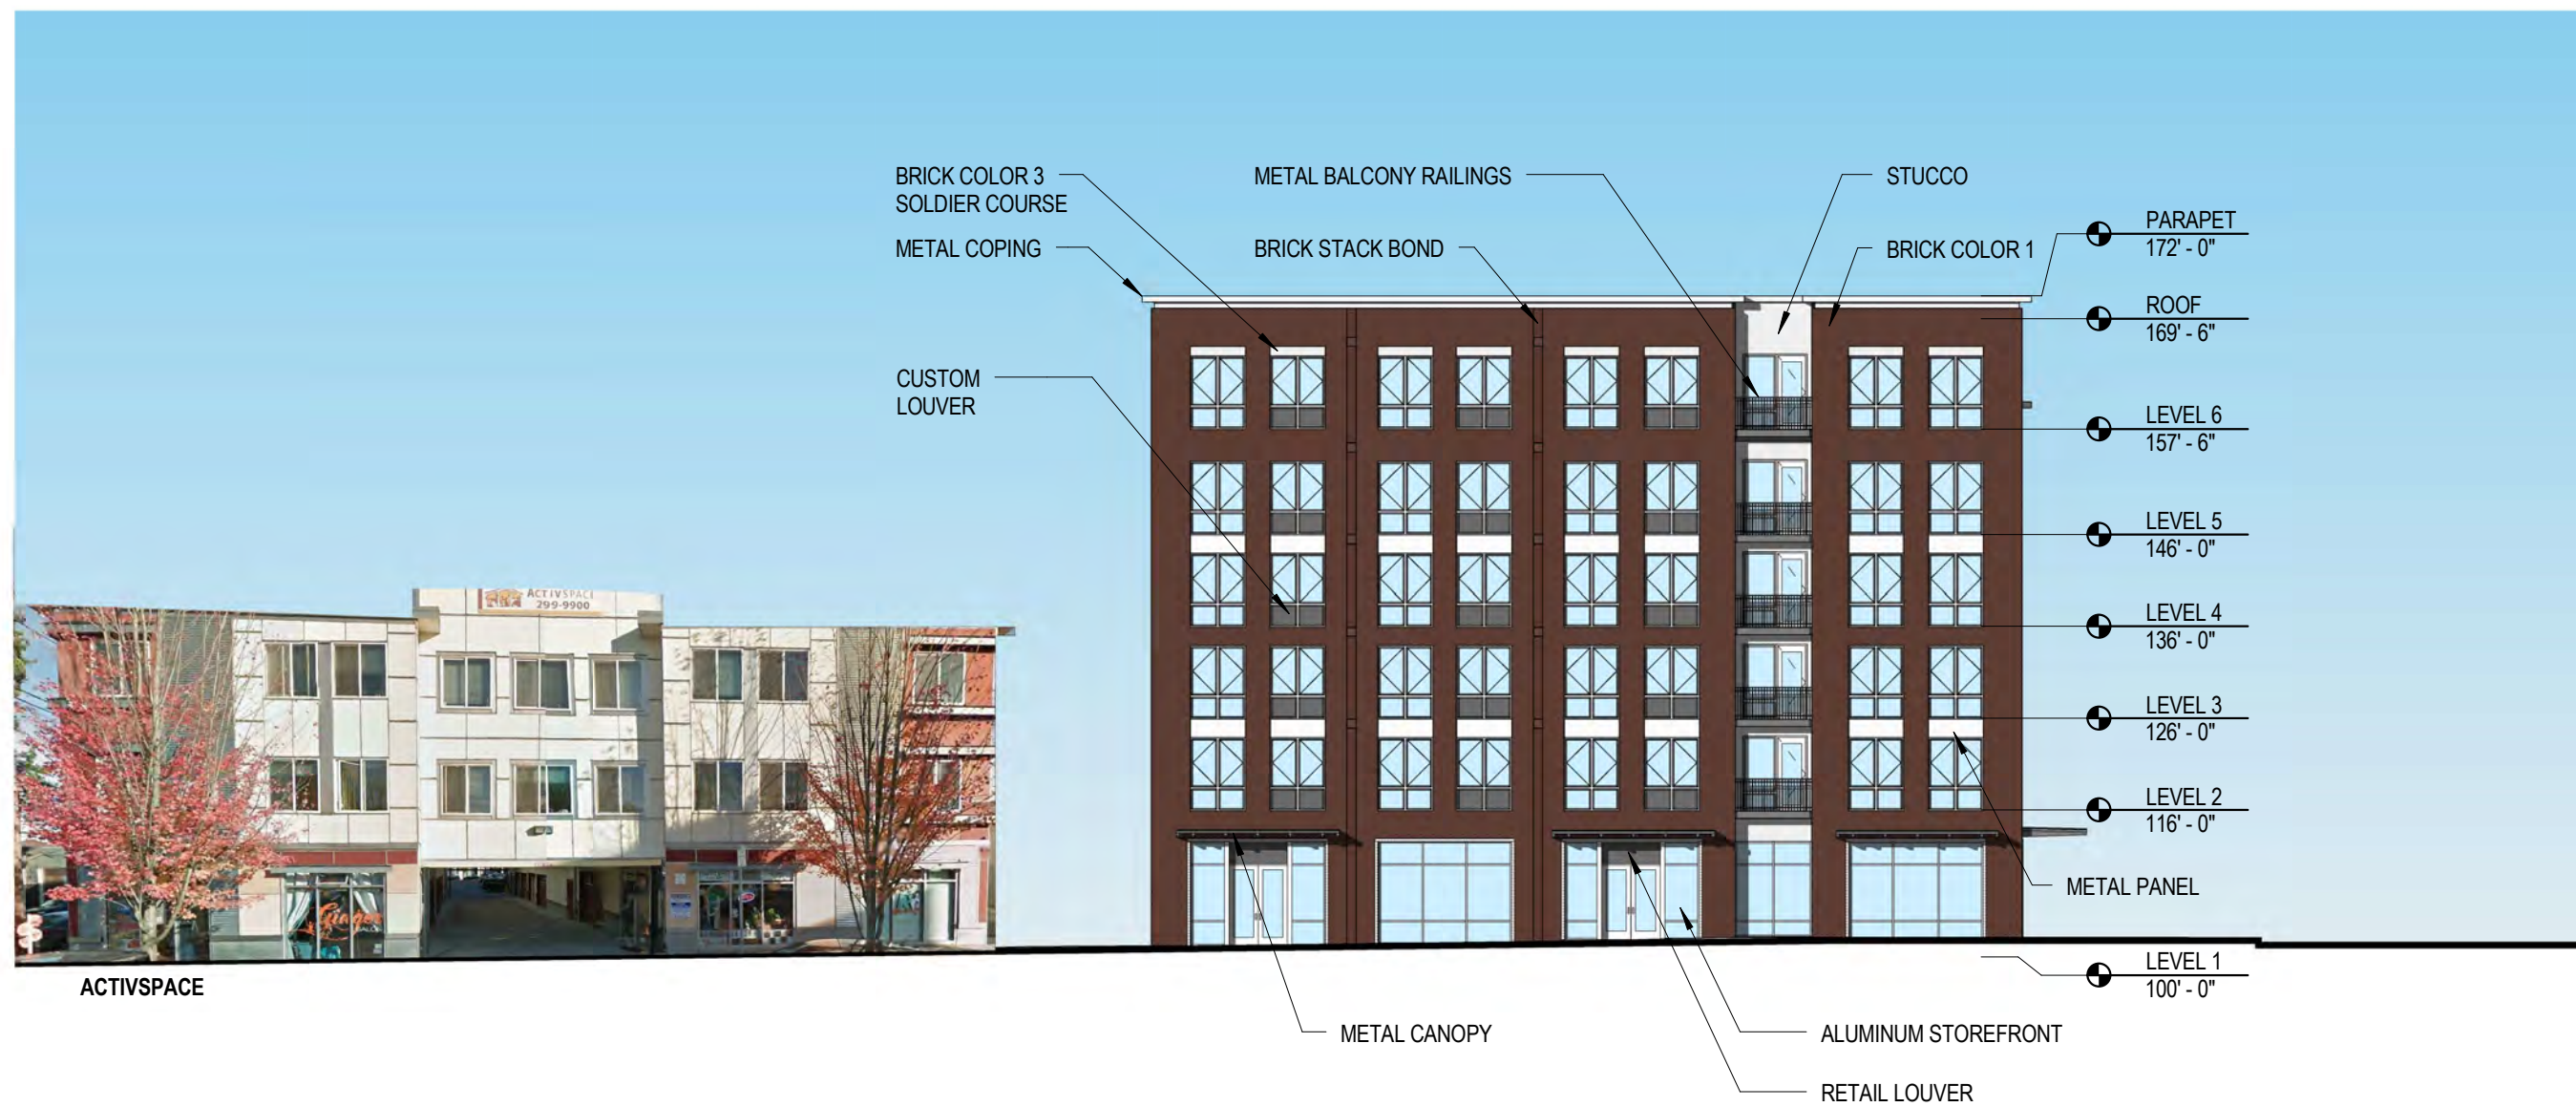 BRICK COLOR 3
SOLDIER COURSE
METAL COPING
CUSTOM
LOUVER
METAL BALCONY RAILINGS
BRICK STACK BOND
STUCCO
BRICK COLOR 1
PARAPET
172' - 0"
ROOF
169' - 6"
LEVEL 6
157' - 6"
LEVEL 5
146' - 0"
LEVEL 4
136' - 0"
LEVEL 3
126' - 0"
LEVEL 2
116' - 0"
METAL PANEL
LEVEL 1
100' - 0"
ACTIVSPACE
299-9900
Ginger
ACTIVSPACE
METAL CANOPY
ALUMINUM STOREFRONT
RETAIL LOUVER